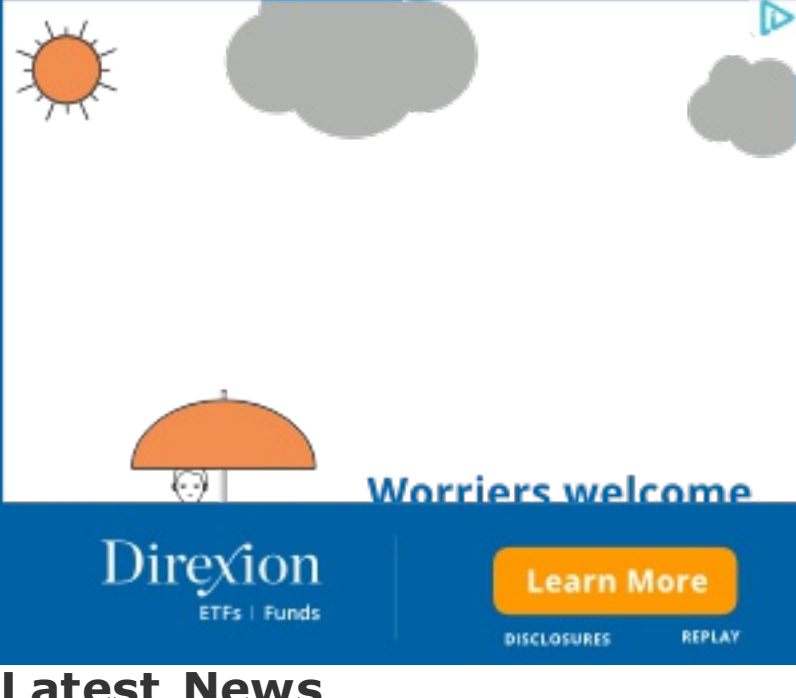 Worriers welcome
Direxion
ETFs | Funds
Learn More
DISCLOSURES
REPLAY
Latest News